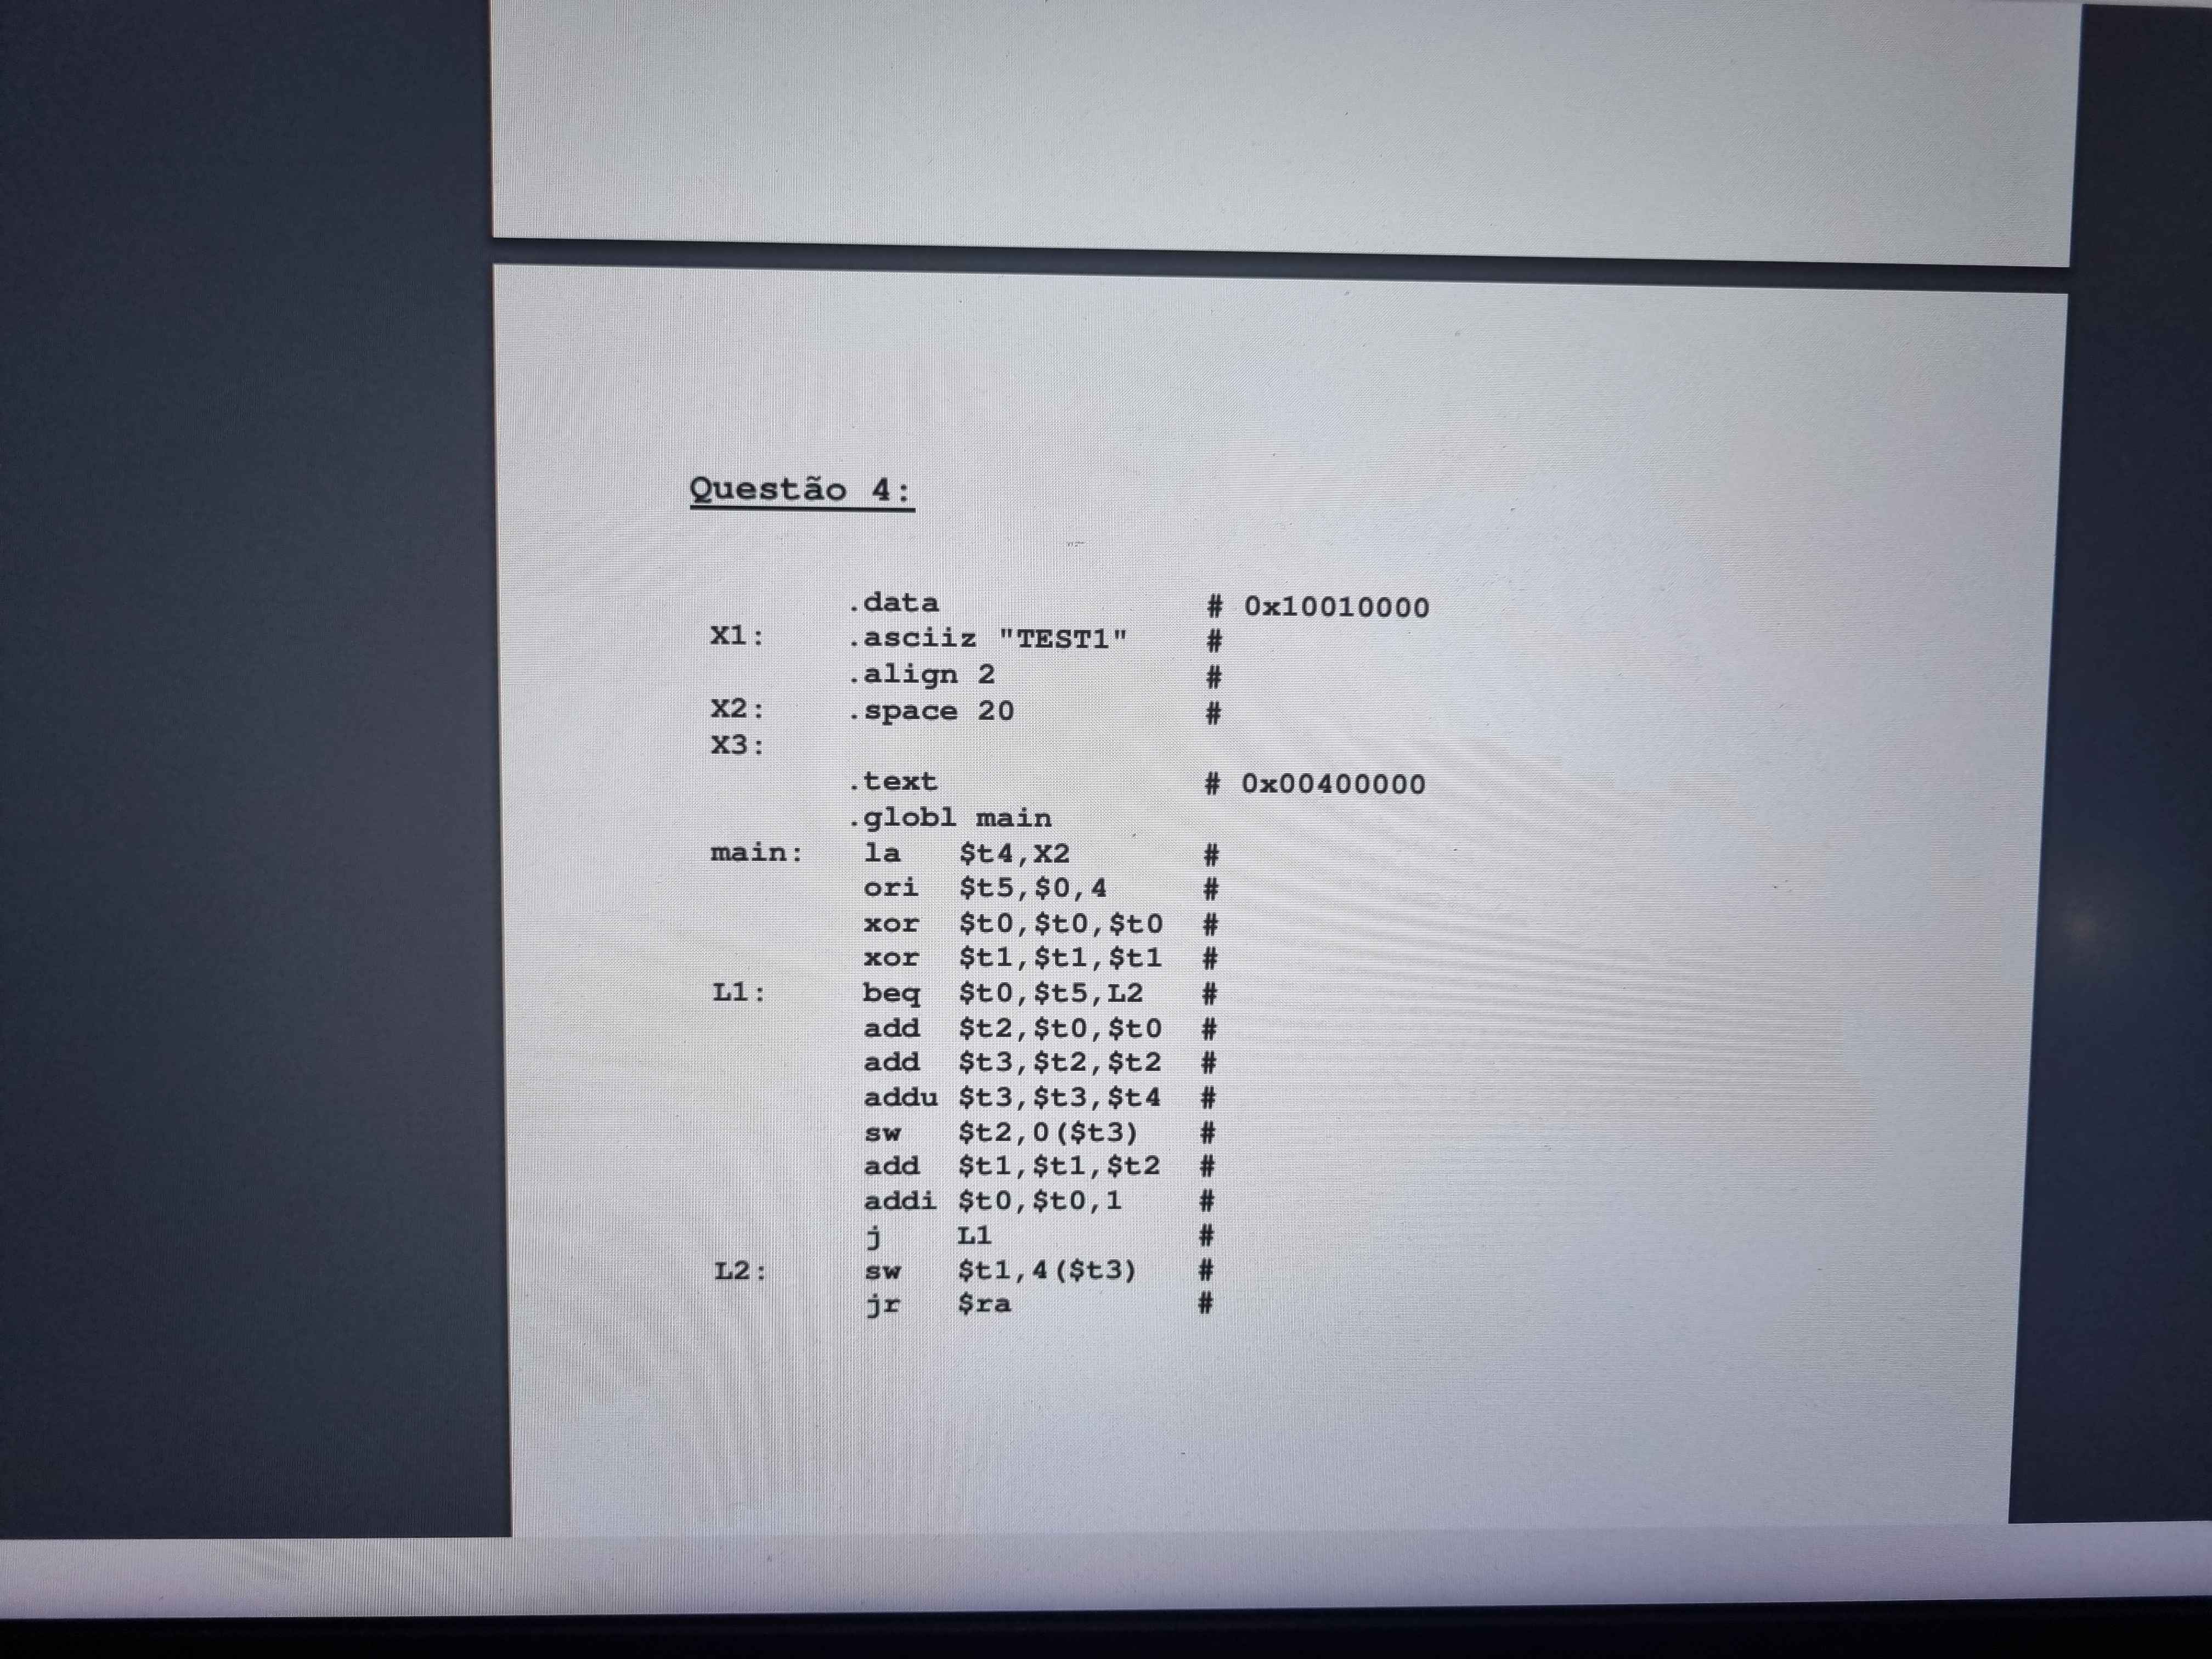 Questão 4:
.data # 0x10010000
X1: .asciiz "TEST1" #
.align 2 #
X2: .space 20 #
X3:
.text # 0x00400000
.globl main
main: la $t4,X2 #
ori $t5,$0,4 #
xor $t0,$t0,$t0 #
xor $t1,$t1,$t1 #
L1: beq $t0,$t5,L2 #
add $t2,$t0,$t0 #
add $t3,$t2,$t2 #
addu $t3,$t3,$t4 #
sw $t2,0($t3) #
add $t1,$t1,$t2 #
addi $t0,$t0,1 #
j L1 #
L2: sw $t1,4($t3) #
jr $ra #